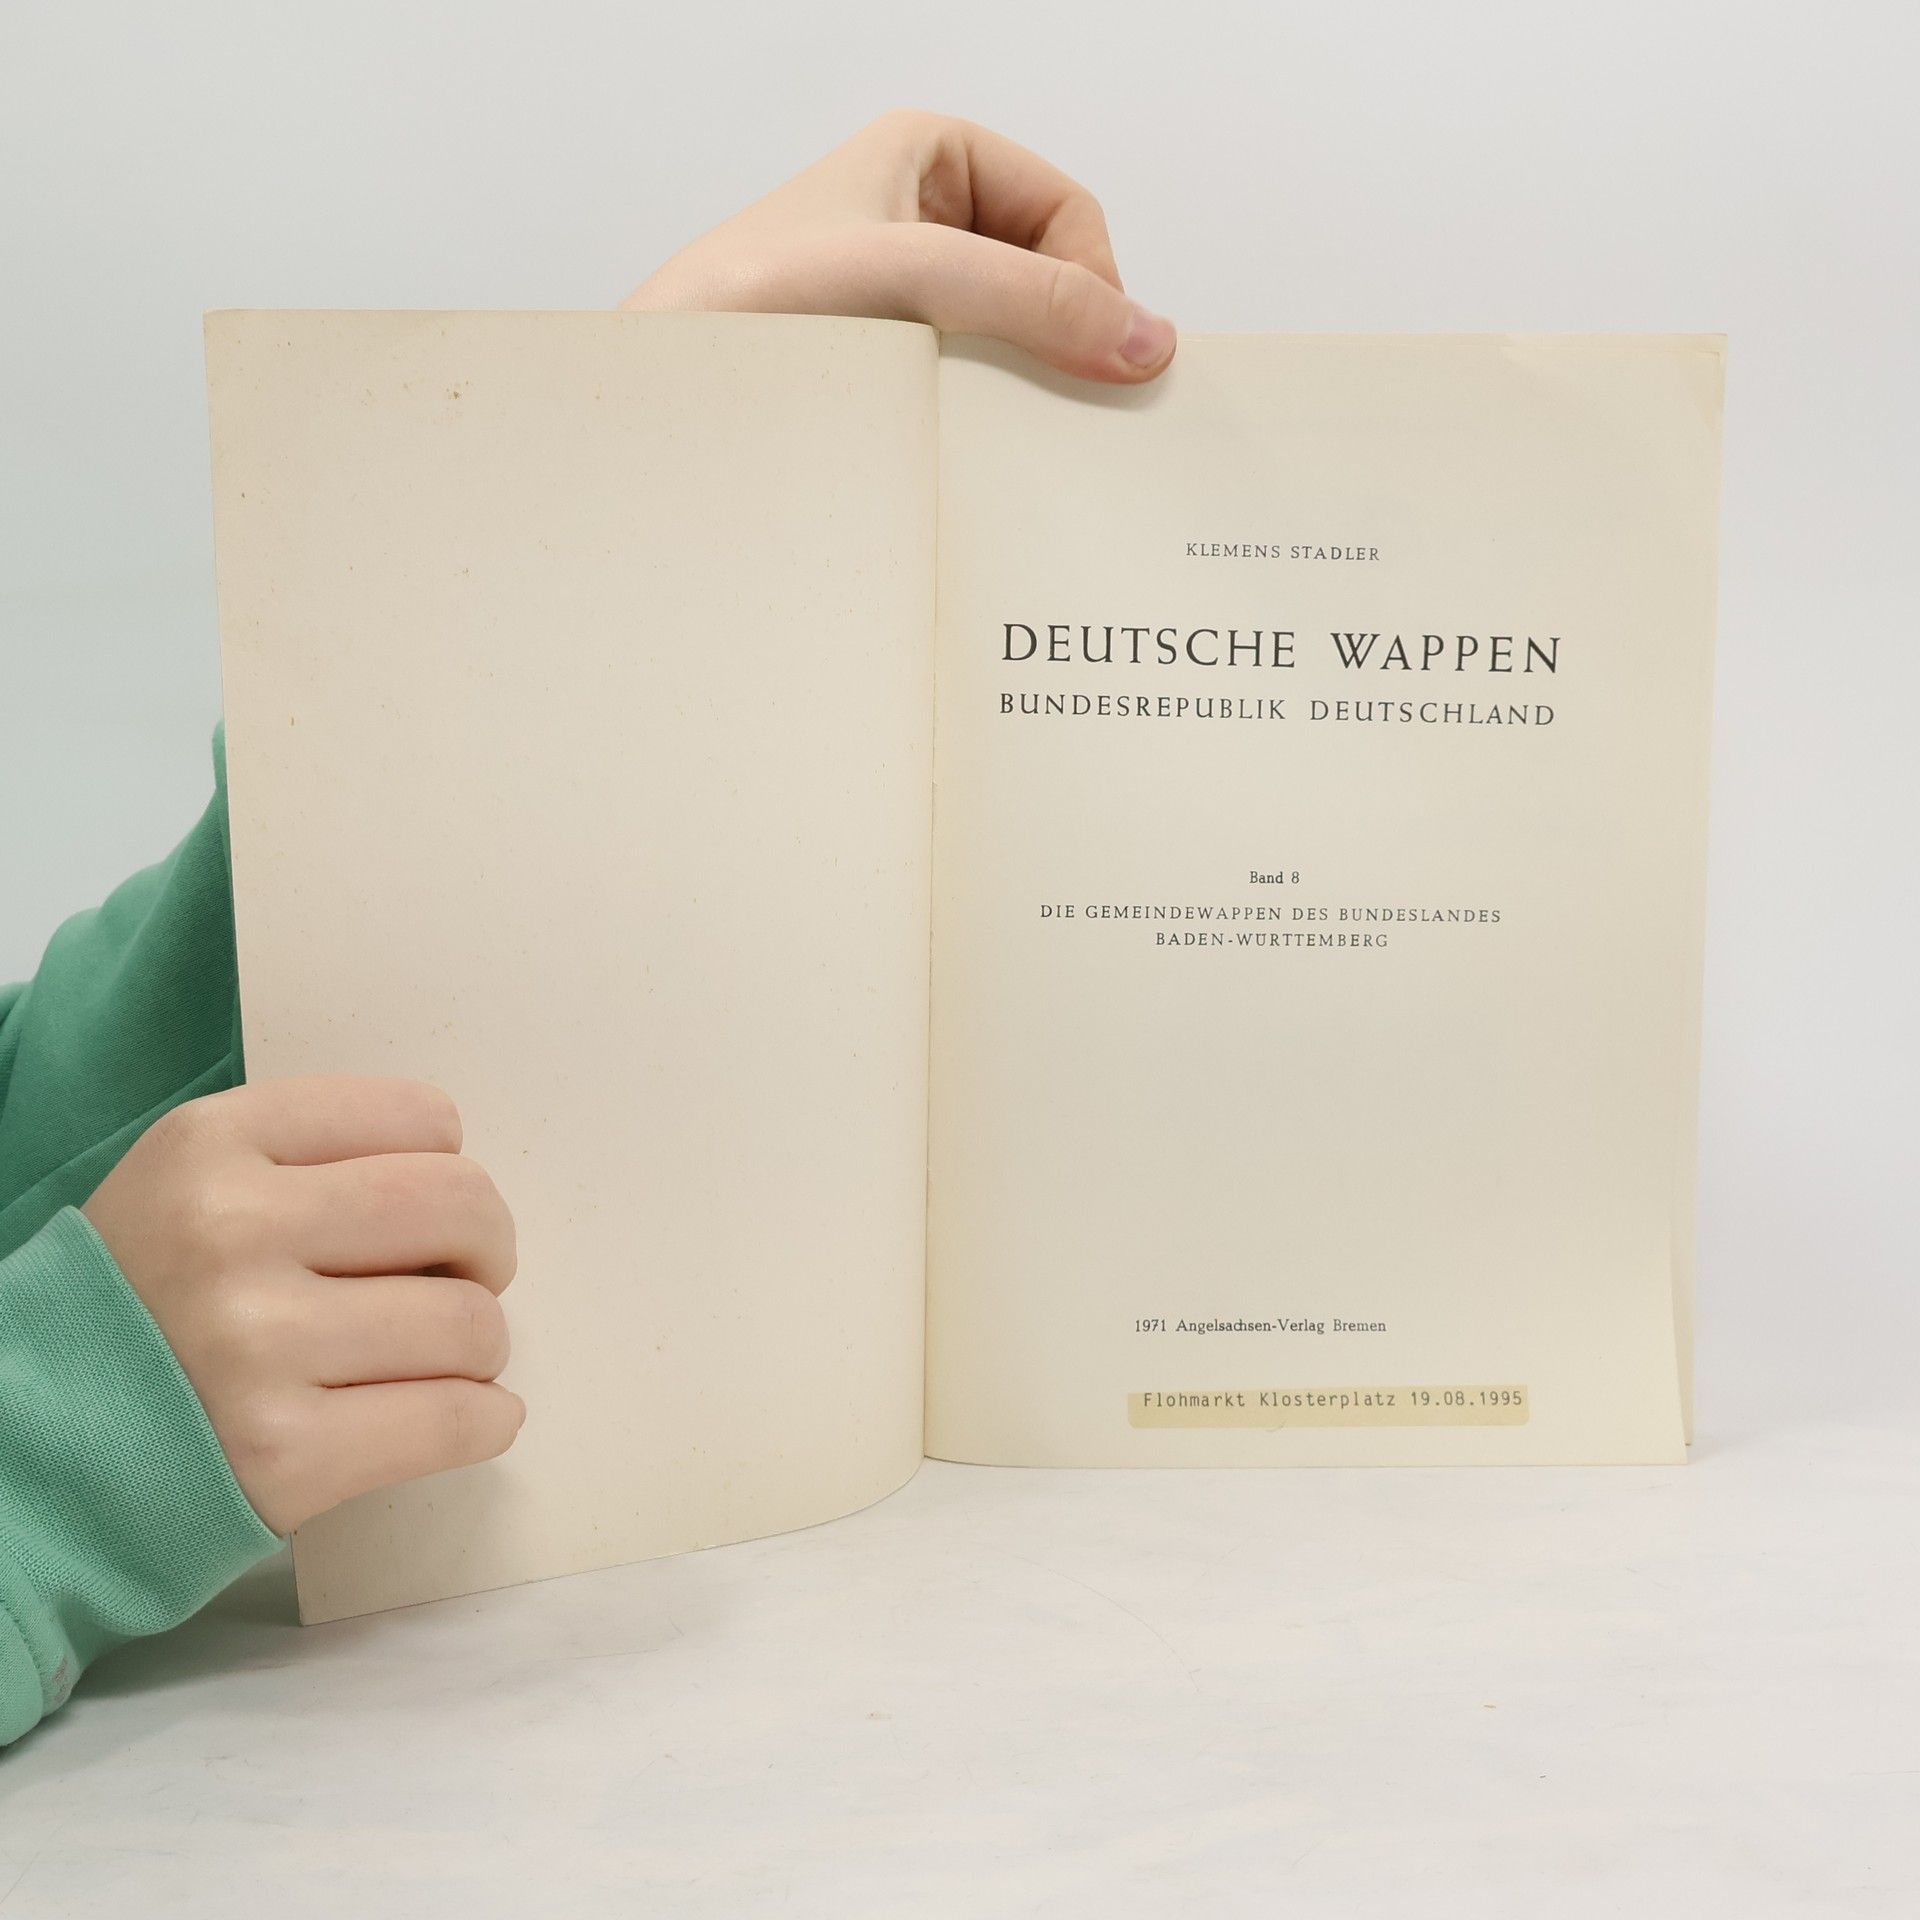 KLEMENS STADLER
DEUTSCHE WAPPEN
BUNDESREPUBLIK DEUTSCHLAND
Band 8
DIE GEMEINDEWAPPEN DES BUNDESLANDES
BADEN-WÜRTTEMBERG
1971 Angelsachsen-Verlag Bremen
Flohmarkt Klosterplatz 19.08.1995